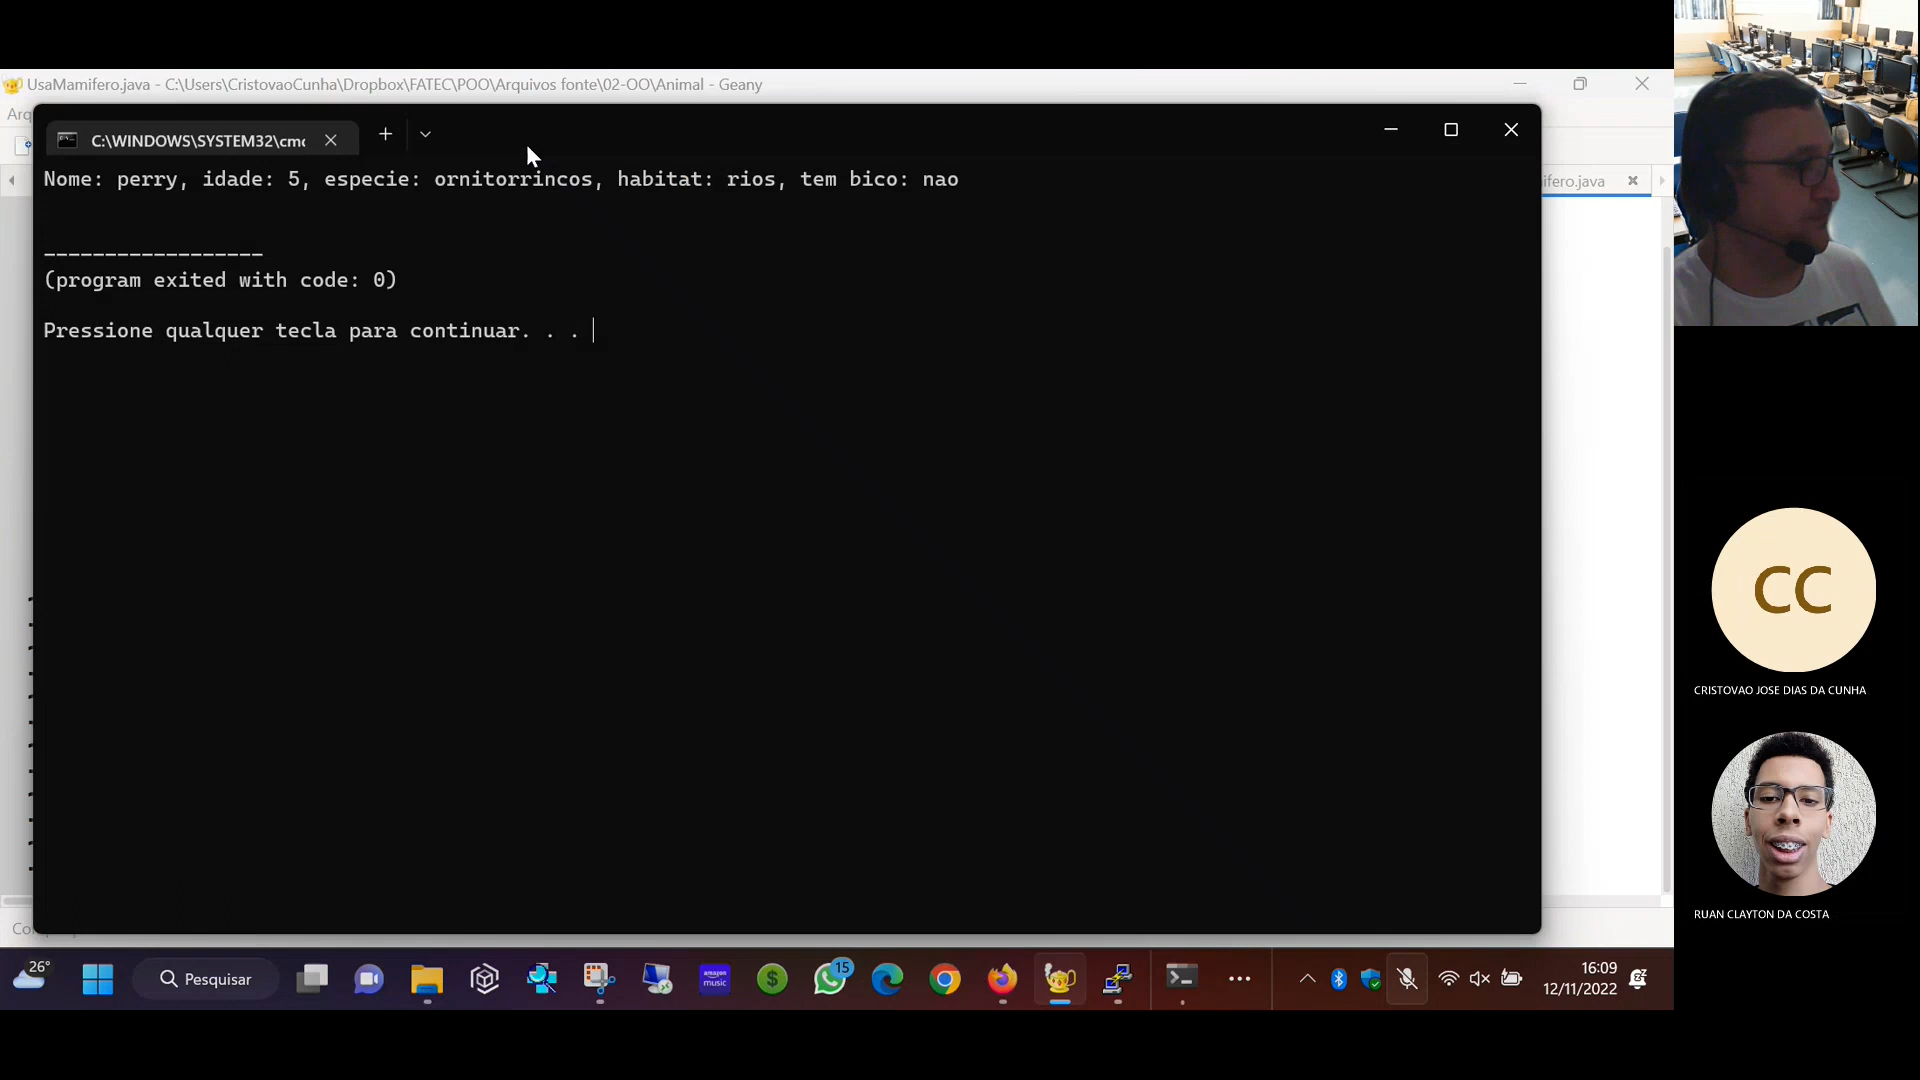 UsaMamifero.java - C:\Users\CristovaoCunha\Dropbox\FATEC\POO\Arquivos fonte\02-OO\Animal - Geany
Arq
C:\WINDOWS\SYSTEM32\cmd
ifero.java
Nome: perry, idade: 5, especie: ornitorrincos, habitat: rios, tem bico: nao
------------------
(program exited with code: 0)
Pressione qualquer tecla para continuar. . .
CC
CRISTOVAO JOSE DIAS DA CUNHA
RUAN CLAYTON DA COSTA
26°
Pesquisar
amazon music
$
15
16:09
12/11/2022